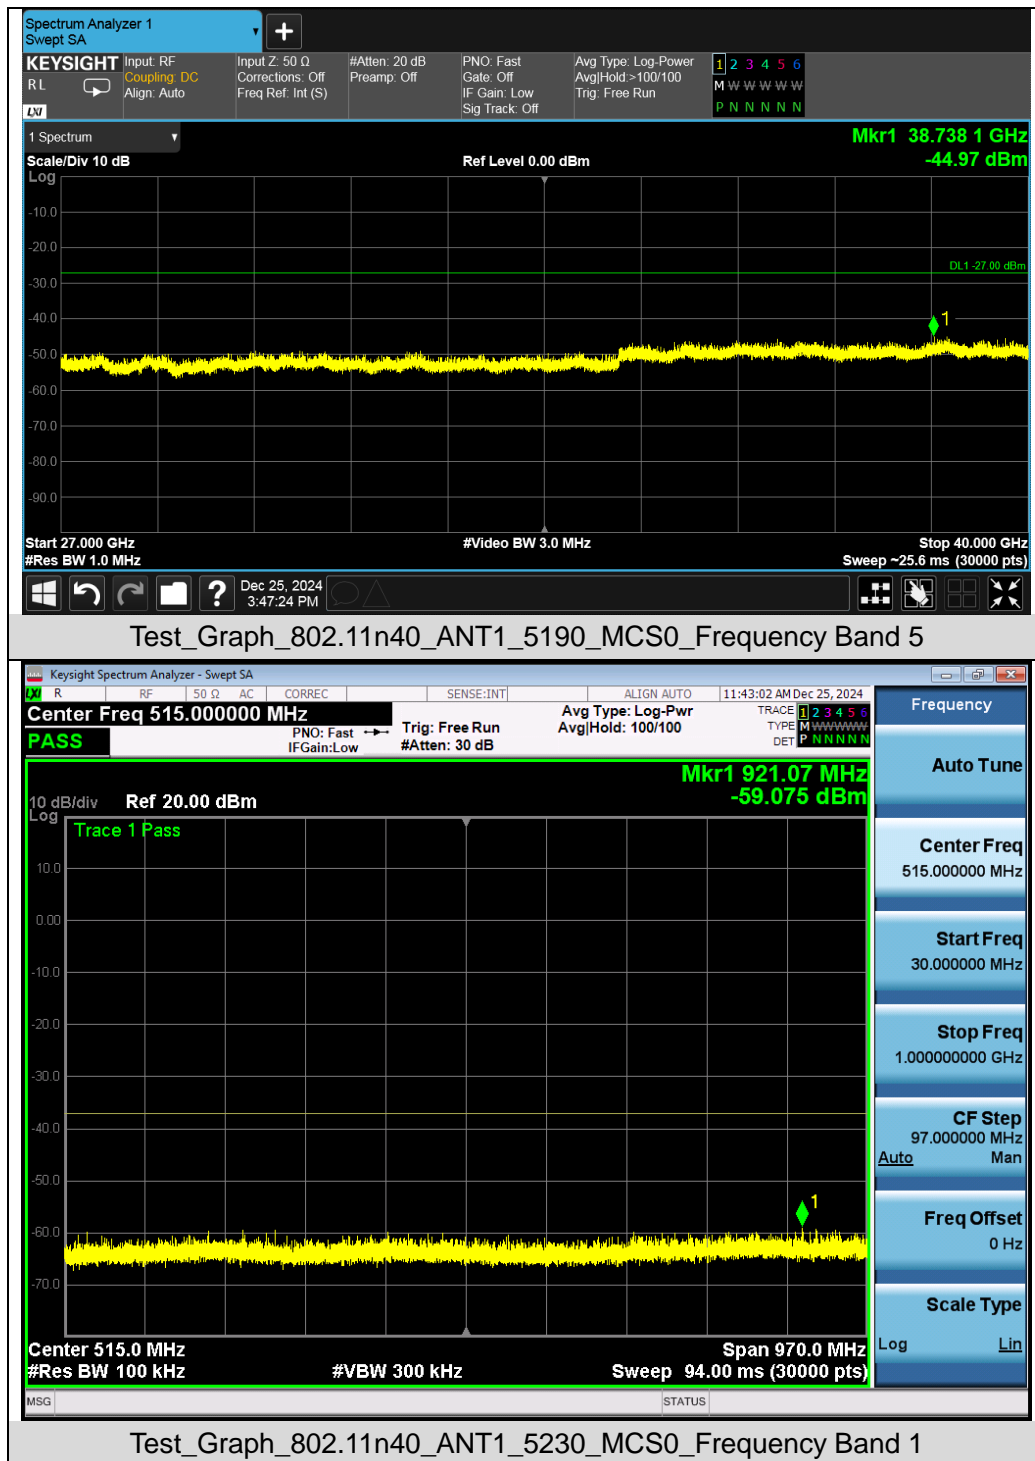 Spectrum Analyzer 1
Swept SA
KEYSIGHT
R L
LXI
Input: RF
Coupling: DC
Align: Auto
Input Z: 50 Ω
Corrections: Off
Freq Ref: Int (S)
#Atten: 20 dB
Preamp: Off
PNO: Fast
Gate: Off
IF Gain: Low
Sig Track: Off
Avg Type: Log-Power
Avg|Hold:>100/100
Trig: Free Run
1 2 3 4 5 6
M W W W W W
P N N N N N
1 Spectrum
Mkr1 38.738 1 GHz
-44.97 dBm
Scale/Div 10 dB
Ref Level 0.00 dBm
Log
-10.0
-20.0
DL1 -27.00 dBm
-30.0
-40.0
1
-50.0
-60.0
-70.0
-80.0
-90.0
Start 27.000 GHz
#Video BW 3.0 MHz
Stop 40.000 GHz
#Res BW 1.0 MHz
Sweep ~25.6 ms (30000 pts)
?
Dec 25, 2024
3:47:24 PM
Test_Graph_802.11n40_ANT1_5190_MCS0_Frequency Band 5
Keysight Spectrum Analyzer - Swept SA
LXI R RF 50 Ω AC CORREC SENSE:INT ALIGN AUTO 11:43:02 AM Dec 25, 2024
Center Freq 515.000000 MHz
PASS
PNO: Fast
IFGain:Low
Trig: Free Run
#Atten: 30 dB
Avg Type: Log-Pwr
Avg|Hold: 100/100
TRACE 1 2 3 4 5 6
TYPE M W W W W W
DET P N N N N N
Mkr1 921.07 MHz
-59.075 dBm
10 dB/div
Ref 20.00 dBm
Log
Trace 1 Pass
10.0
0.00
-10.0
-20.0
-30.0
-40.0
-50.0
1
-60.0
-70.0
Center 515.0 MHz
Span 970.0 MHz
#Res BW 100 kHz
#VBW 300 kHz
Sweep 94.00 ms (30000 pts)
MSG
STATUS
Frequency
Auto Tune
Center Freq
515.000000 MHz
Start Freq
30.000000 MHz
Stop Freq
1.000000000 GHz
CF Step
97.000000 MHz
Auto Man
Freq Offset
0 Hz
Scale Type
Log Lin
Test_Graph_802.11n40_ANT1_5230_MCS0_Frequency Band 1